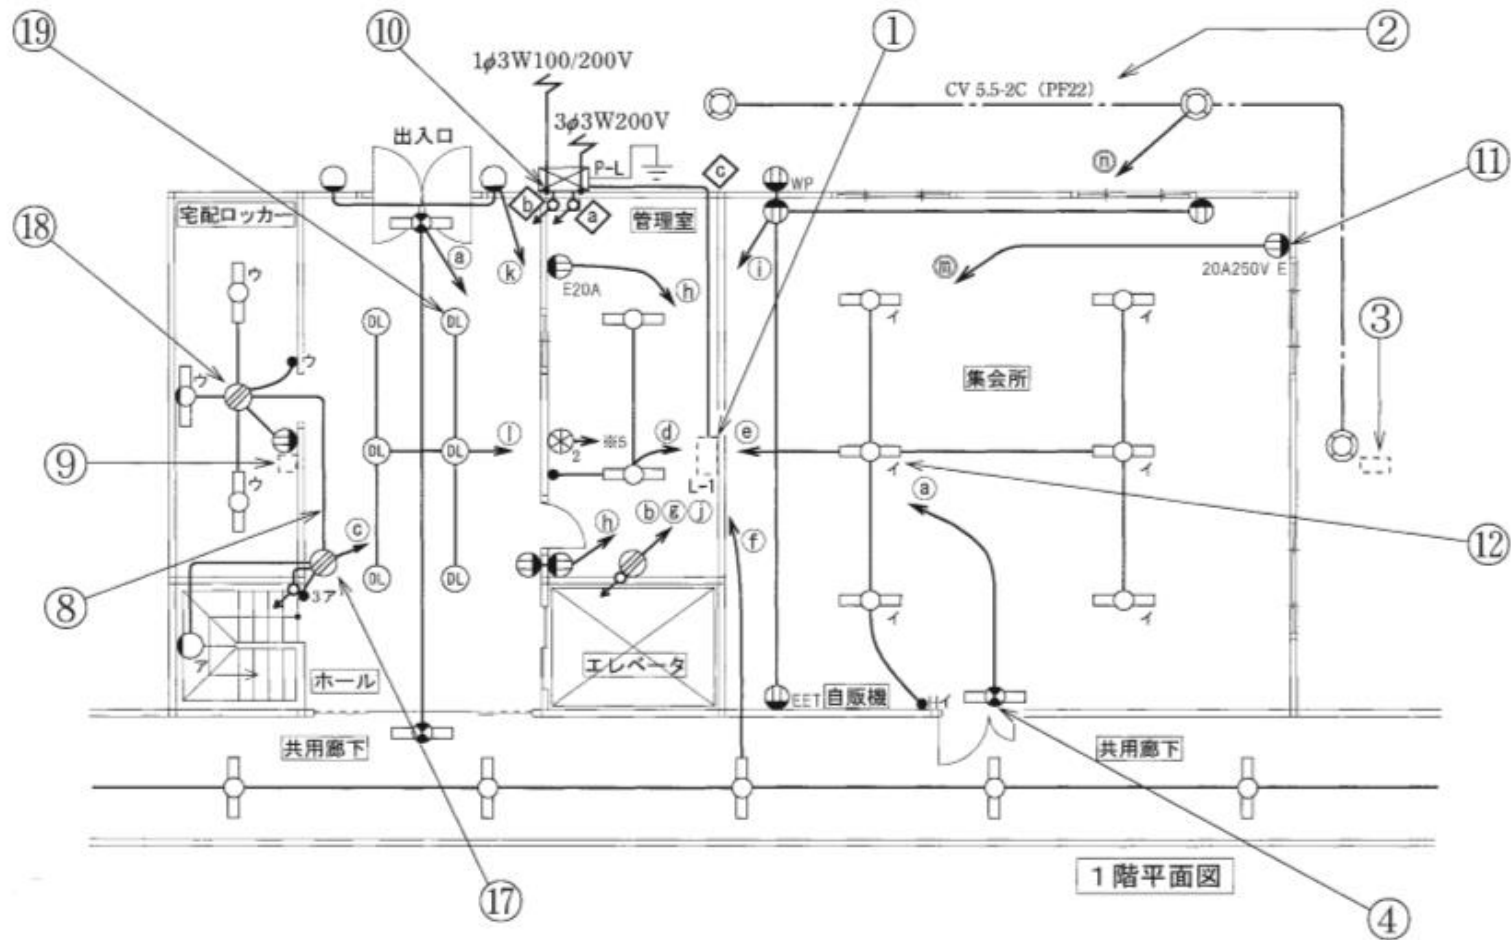 ⑲
⑩
①
②
1φ3W100/200V
CV 5.5-2C (PF22)
3φ3W200V
出入口
P-L
ⓒ
ⓝ
⑪
WP
宅配ロッカー
ⓑ
ⓐ
管理室
⑱
ⓐ
ⓚ
ⓘ
ⓜ
20A250V E
ウ
E20A
ⓗ
イ
イ
③
DL
DL
ウ
ウ
集会所
⑨
DL
DL
ⓛ
※5
2
ⓓ
ⓔ
イ
イ
L-1
ウ
ⓒ
ⓐ
ⓗ
ⓑⓖⓙ
ⓕ
⑫
⑧
DL
DL
3ア
イ
イ
ア
ホール
エレベータ
EET
自販機
Hイ
共用廊下
共用廊下
1階平面図
⑰
④